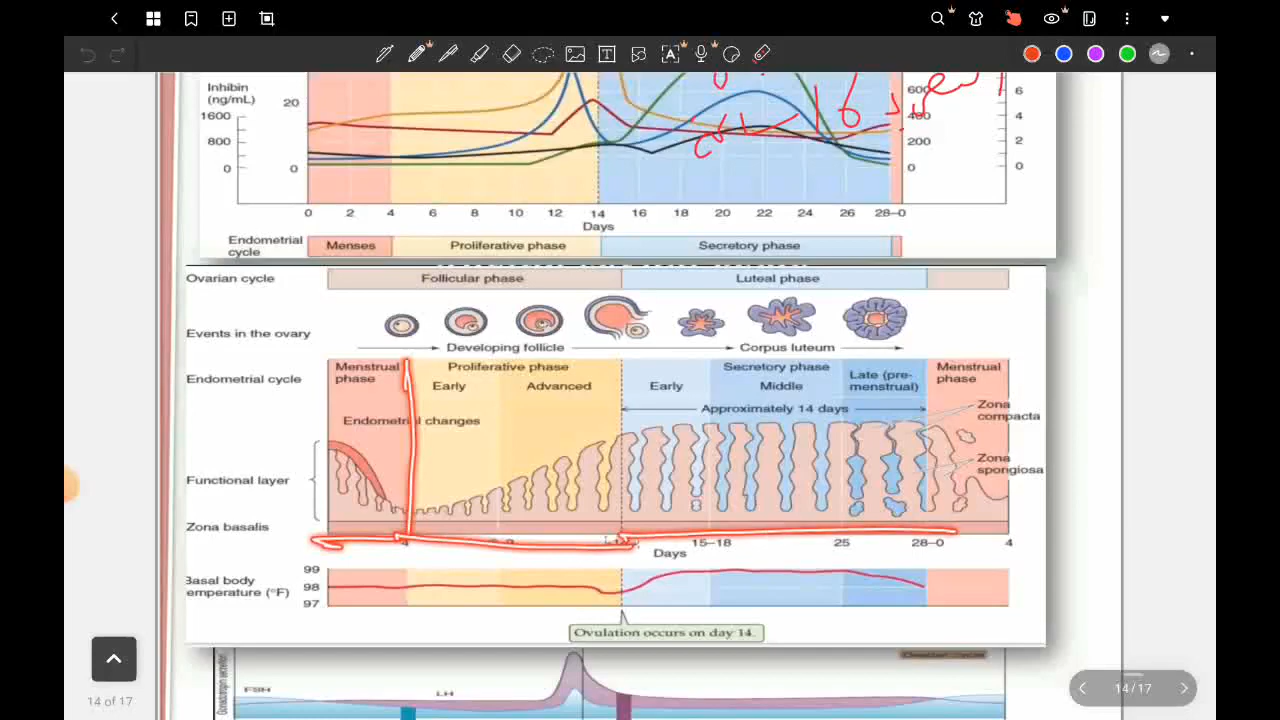 Inhibin
(ng/mL)
20
600
6
1600
400
4
800
200
2
0
0
0
0
16
0 2 4 6 8 10 12 14 16 18 20 22 24 26 28–0
Days
Endometrial cycle
Menses
Proliferative phase
Secretory phase
Ovarian cycle
Follicular phase
Luteal phase
Events in the ovary
Developing follicle
Corpus luteum
Endometrial cycle
Menstrual phase
Proliferative phase
Early
Advanced
Secretory phase
Early
Middle
Late (pre-menstrual)
Menstrual phase
Approximately 14 days
Zona compacta
Endometrial changes
Zona spongiosa
Functional layer
Zona basalis
4
15–18
25
28–0
4
Days
99
Basal body
98
emperature (°F)
97
Ovulation occurs on day 14.
Gonadotropin secretion
FSH
LH
14 of 17
14/17